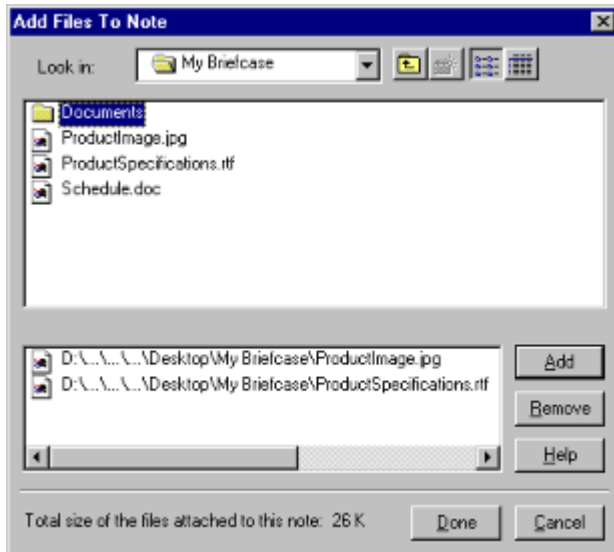 Add Files To Note
Look in: My Briefcase
Documents
ProductImage.jpg
ProductSpecifications.rtf
Schedule.doc
D:\...\...\...\Desktop\My Briefcase\ProductImage.jpg
D:\...\...\...\Desktop\My Briefcase\ProductSpecifications.rtf
Add
Remove
Help
Total size of the files attached to this note: 26 K
Done
Cancel